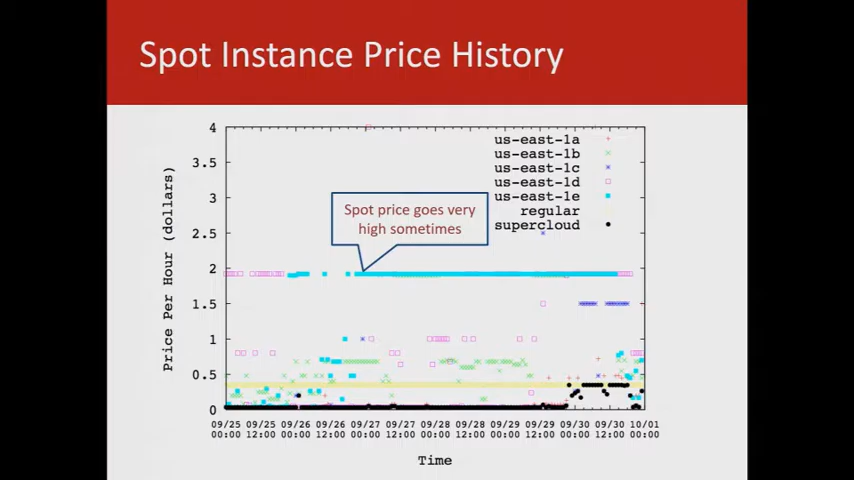 Spot Instance Price History
4
3.5
3
2.5
2
1.5
1
0.5
0
Price Per Hour (dollars)
us-east-1a
us-east-1b
us-east-1c
us-east-1d
us-east-1e
regular
supercloud
Spot price goes very
high sometimes
09/25 09/25 09/26 09/26 09/27 09/27 09/28 09/28 09/29 09/29 09/30 09/30 10/01
00:00 12:00 00:00 12:00 00:00 12:00 00:00 12:00 00:00 12:00 00:00 12:00 00:00
Time